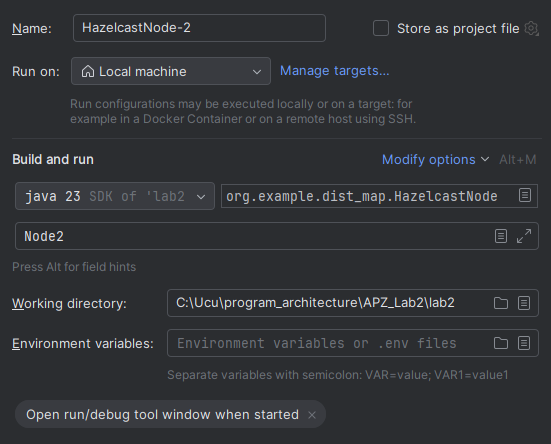 Name: HazelcastNode-2 Store as project file
Run on: Local machine Manage targets...
Run configurations may be executed locally or on a target: for
example in a Docker Container or on a remote host using SSH.
Build and run Modify options Alt+M
java 23 SDK of 'lab2 org.example.dist_map.HazelcastNode
Node2
Press Alt for field hints
Working directory: C:\Ucu\program_architecture\APZ_Lab2\lab2
Environment variables: Environment variables or .env files
Separate variables with semicolon: VAR=value; VAR1=value1
Open run/debug tool window when started ×